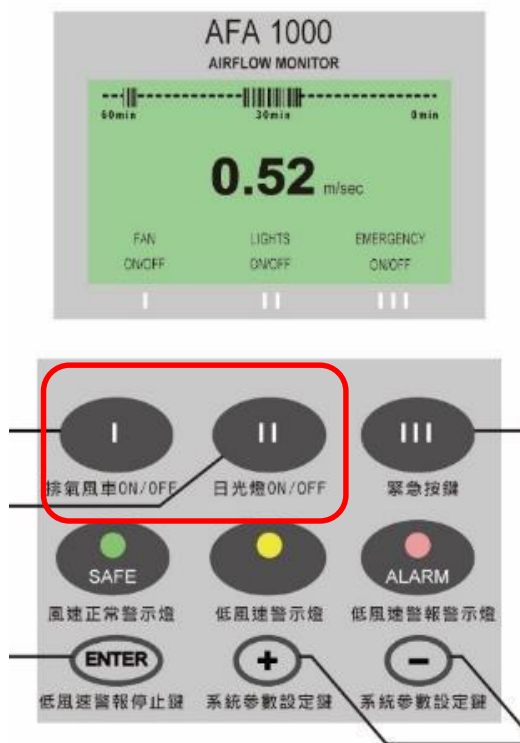 AFA 1000
AIRFLOW MONITOR
60min 30min 0min
0.52 m/sec
FAN LIGHTS EMERGENCY
ON/OFF ON/OFF ON/OFF
I II III
I II III
排氣風車ON/OFF 日光燈ON/OFF 緊急按鍵
SAFE ALARM
風速正常警示燈 低風速警示燈 低風速警報警示燈
ENTER + -
低風速警報停止鍵 系統參數設定鍵 系統參數設定鍵